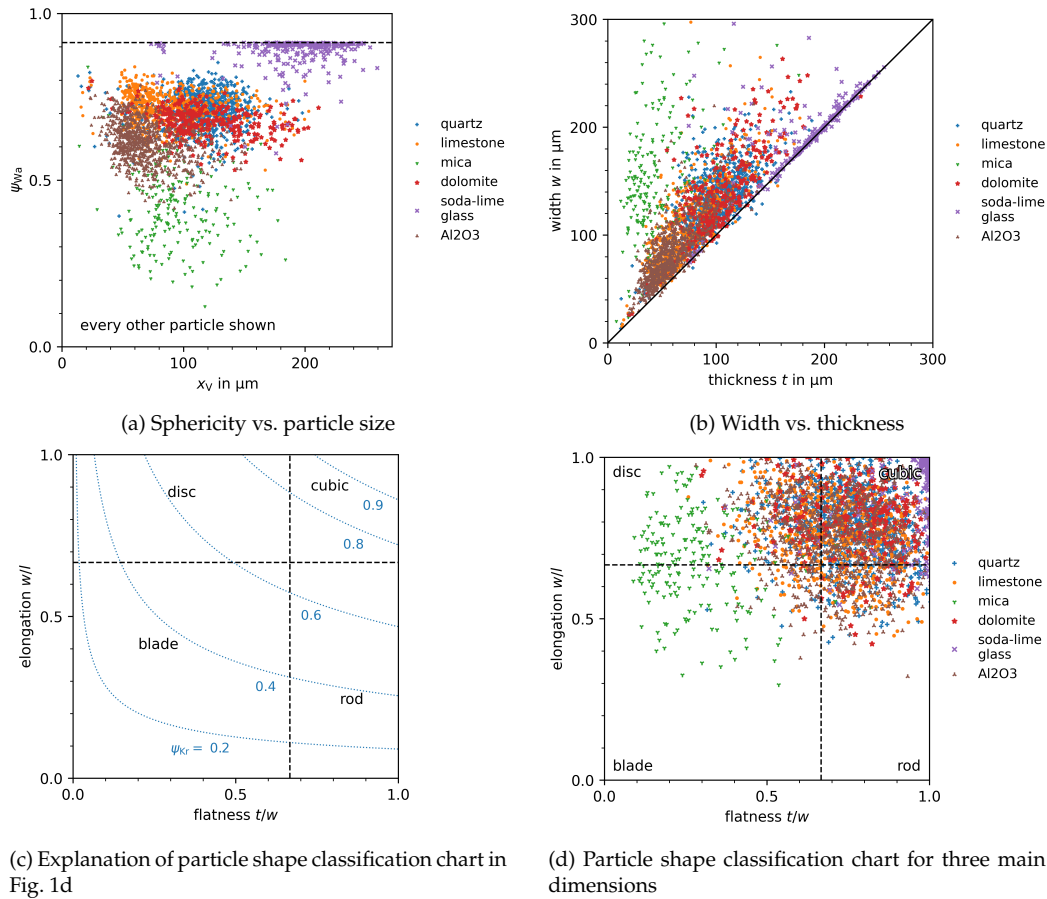 1.0
0.5
0.0
ψWa
0
100
200
xV in µm
every other particle shown
quartz
limestone
mica
dolomite
soda-lime
glass
Al2O3
(a) Sphericity vs. particle size
300
200
100
0
width w in µm
0
100
200
300
thickness t in µm
quartz
limestone
mica
dolomite
soda-lime
glass
Al2O3
(b) Width vs. thickness
1.0
0.5
0.0
elongation w/l
disc
cubic
0.9
0.8
0.6
blade
0.4
rod
ψKr = 0.2
0.0
0.5
1.0
flatness t/w
(c) Explanation of particle shape classification chart in
Fig. 1d
1.0
0.5
0.0
elongation w/l
disc
cubic
blade
rod
0.0
0.5
1.0
flatness t/w
quartz
limestone
mica
dolomite
soda-lime
glass
Al2O3
(d) Particle shape classification chart for three main
dimensions